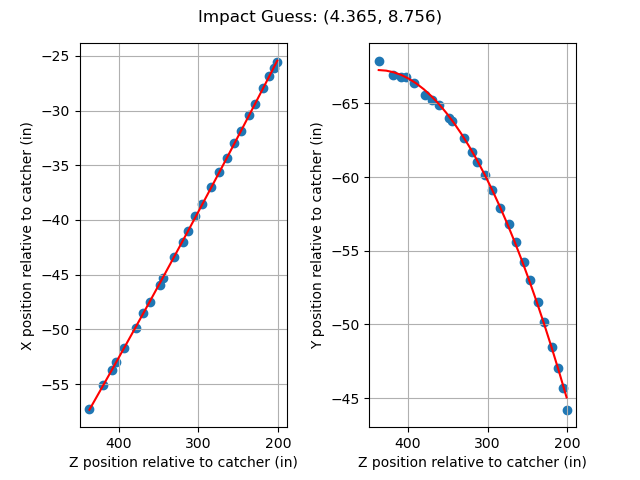 Impact Guess: (4.365, 8.756)
X position relative to catcher (in)
−25
−30
−35
−40
−45
−50
−55
400 300 200
Z position relative to catcher (in)
Y position relative to catcher (in)
−65
−60
−55
−50
−45
400 300 200
Z position relative to catcher (in)